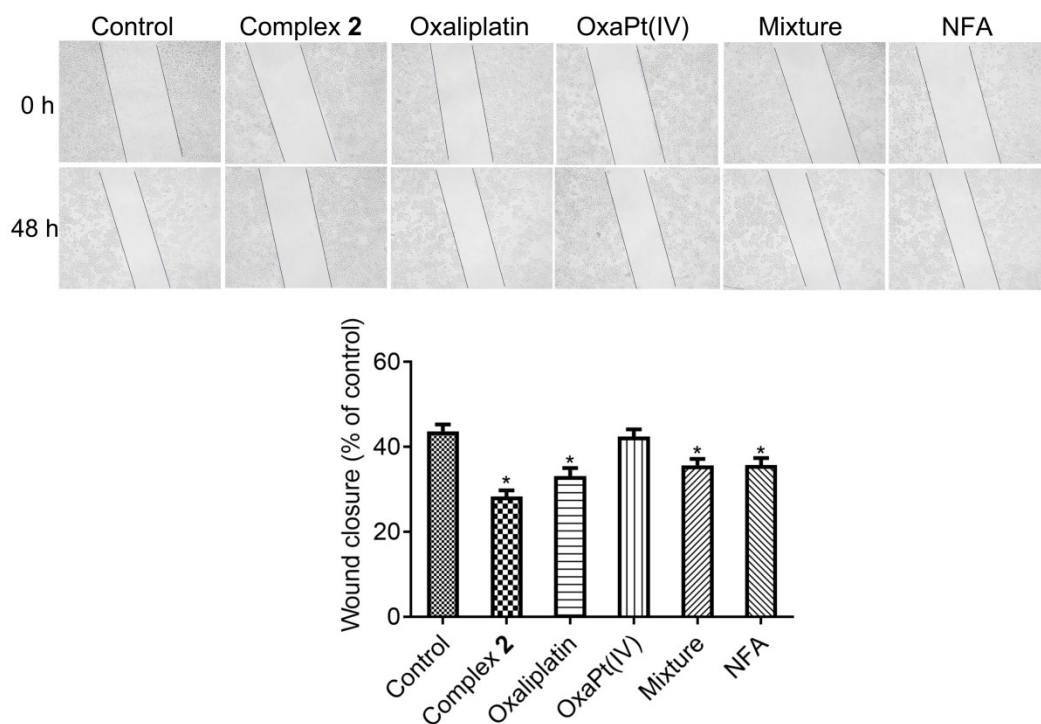 Control Complex 2 Oxaliplatin OxaPt(IV) Mixture NFA
0 h
48 h
Wound closure (% of control)
60
40
20
0
* * * *
Control Complex 2 Oxaliplatin OxaPt(IV) Mixture NFA